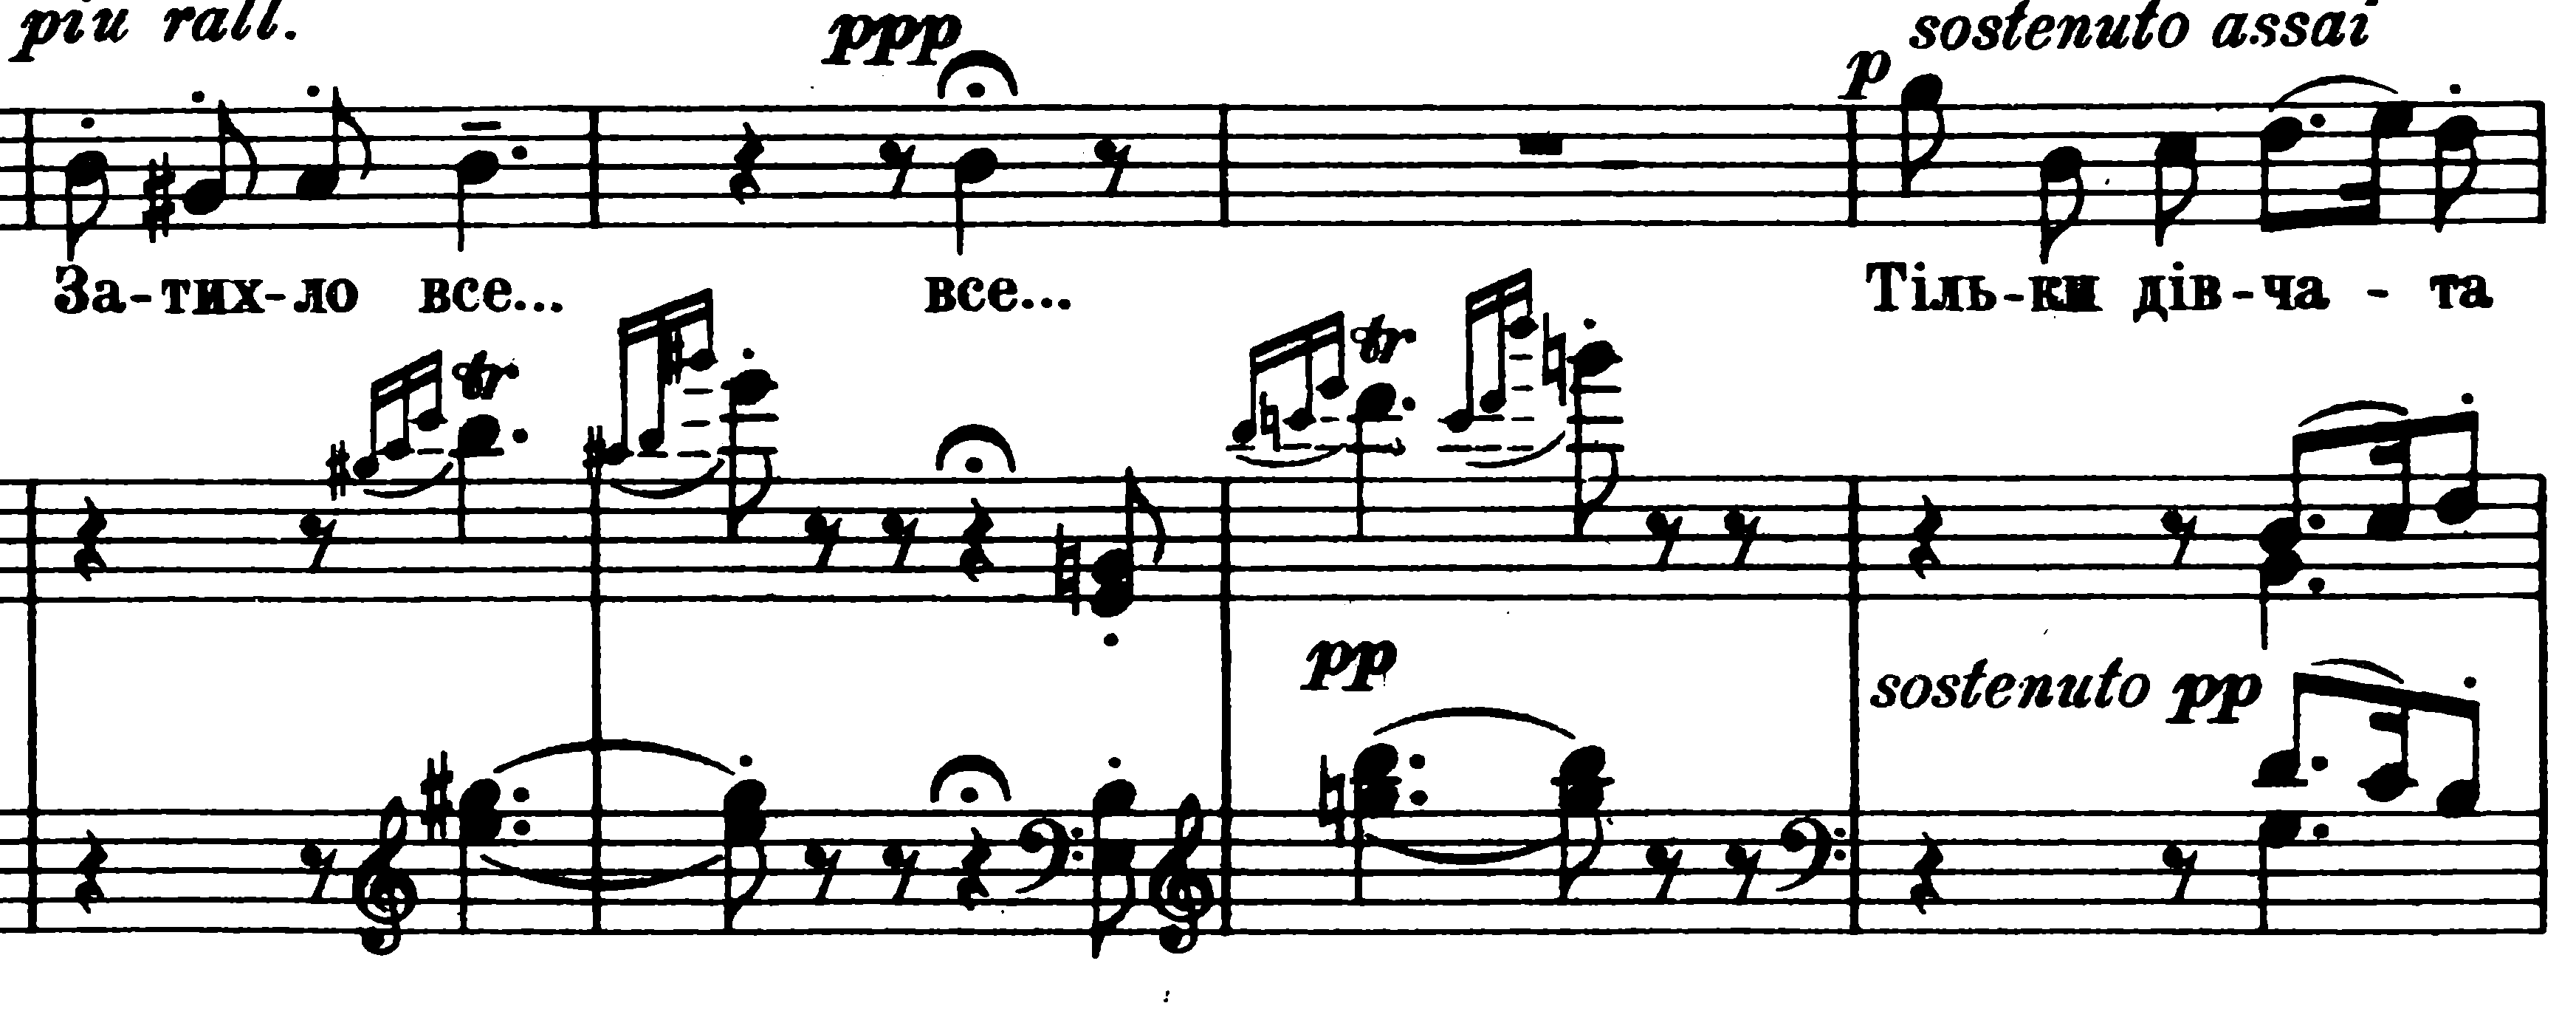 più rall. ppp p sostenuto assai
За-тих-ло все... все... Тіль-ки дів-ча - та
tr tr
pp
sostenuto pp